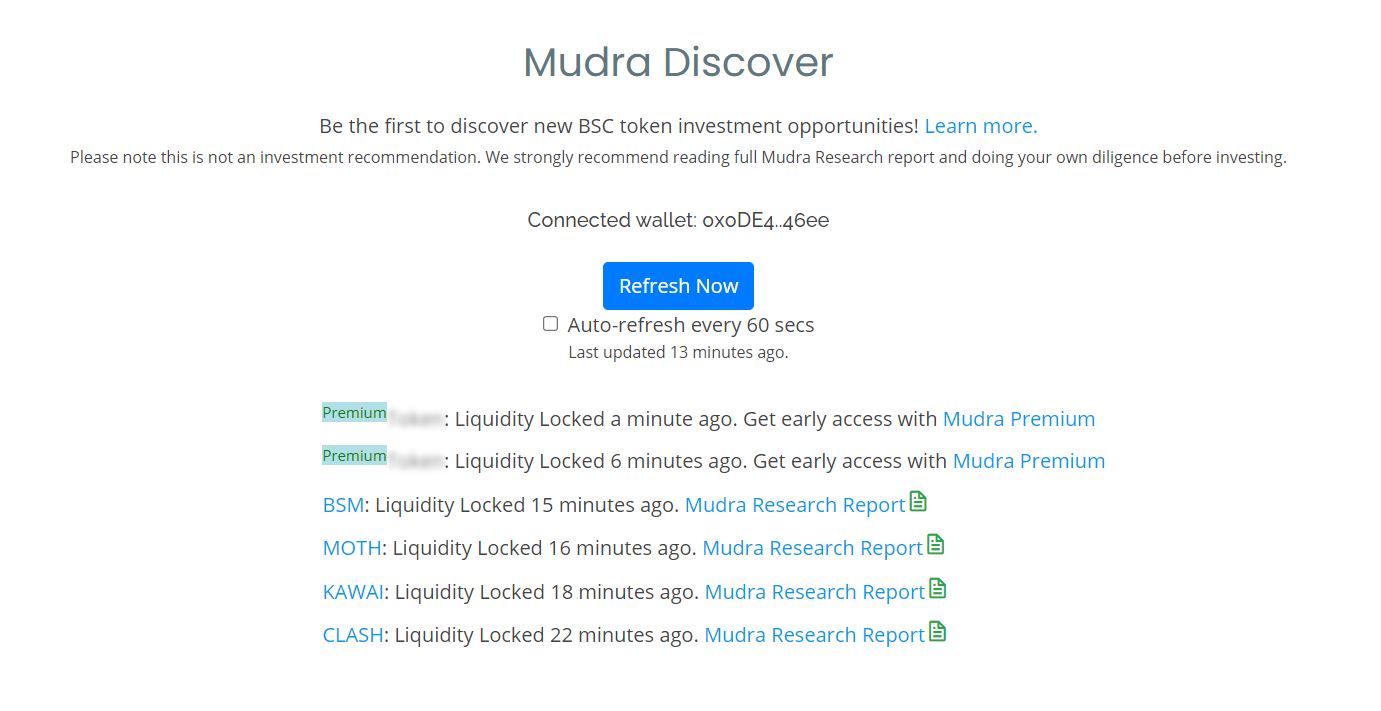 Mudra Discover
Be the first to discover new BSC token investment opportunities! Learn more.
Please note this is not an investment recommendation. We strongly recommend reading full Mudra Research report and doing your own diligence before investing.
Connected wallet: 0x0DE4..46ee
Refresh Now
Auto-refresh every 60 secs
Last updated 13 minutes ago.
Premium Token: Liquidity Locked a minute ago. Get early access with Mudra Premium
Premium Token: Liquidity Locked 6 minutes ago. Get early access with Mudra Premium
BSM: Liquidity Locked 15 minutes ago. Mudra Research Report
MOTH: Liquidity Locked 16 minutes ago. Mudra Research Report
KAWAI: Liquidity Locked 18 minutes ago. Mudra Research Report
CLASH: Liquidity Locked 22 minutes ago. Mudra Research Report